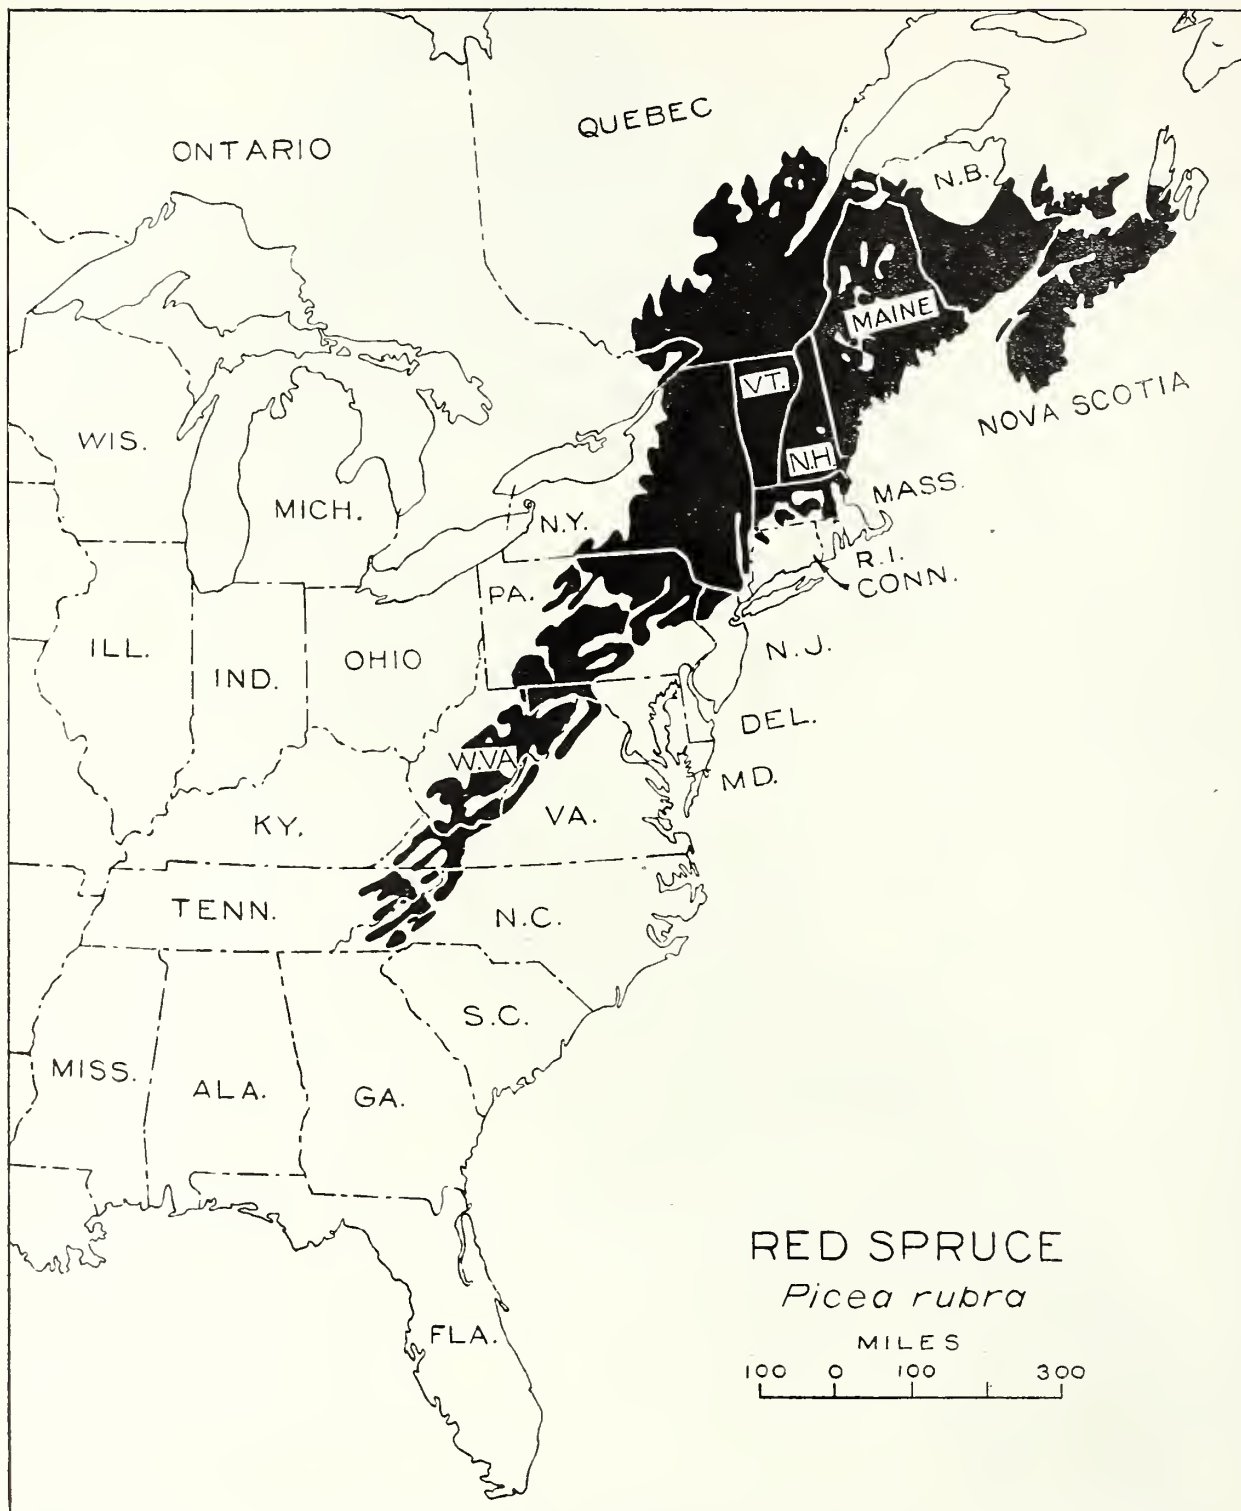 QUEBEC
ONTARIO
N.B.
MAINE
VT.
NOVA SCOTIA
WIS.
N.H.
MASS.
MICH.
N.Y.
R.I.
CONN.
PA.
ILL.
IND.
OHIO
N.J.
DEL.
W.VA
MD.
VA.
KY.
TENN.
N.C.
S.C.
MISS.
ALA.
GA.
FLA.
RED SPRUCE
Picea rubra
MILES
100 0 100 300